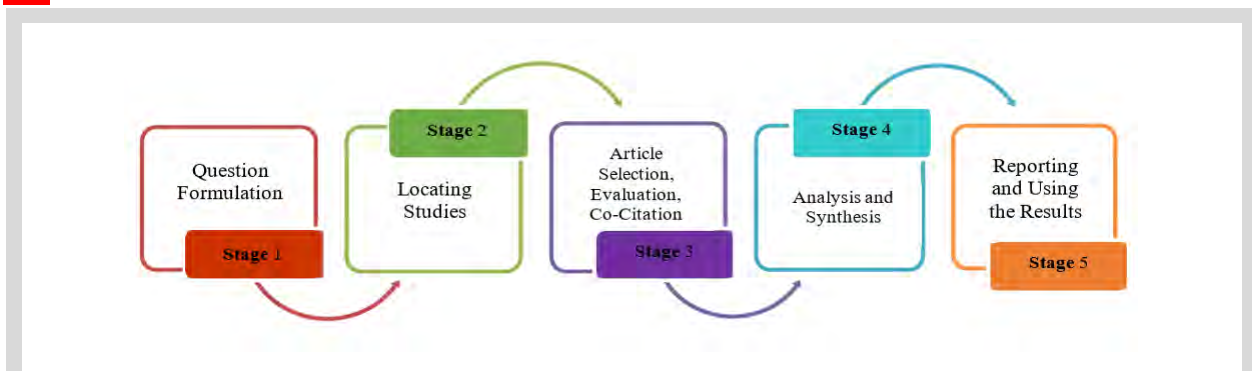 Question
Formulation
Stage 1
Stage 2
Locating
Studies
Article
Selection,
Evaluation,
Co-Citation
Stage 3
Stage 4
Analysis and
Synthesis
Reporting
and Using
the Results
Stage 5